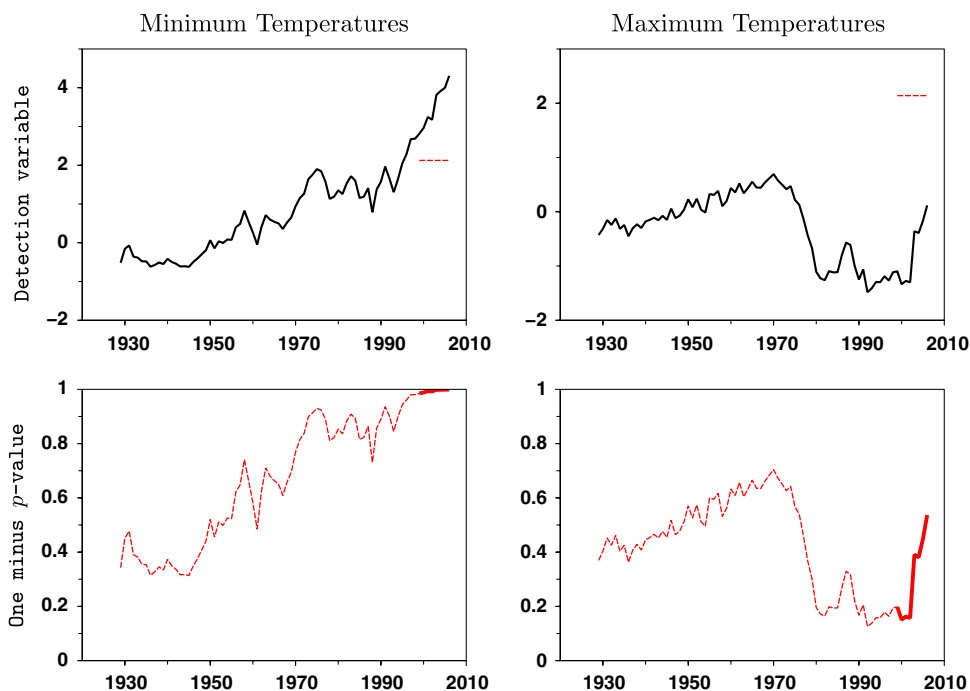 Minimum Temperatures
Maximum Temperatures
Detection variable
4
2
0
−2
1930 1950 1970 1990 2010
2
0
−2
1930 1950 1970 1990 2010
One minus p-value
1
0.8
0.6
0.4
0.2
0
1930 1950 1970 1990 2010
1
0.8
0.6
0.4
0.2
0
1930 1950 1970 1990 2010